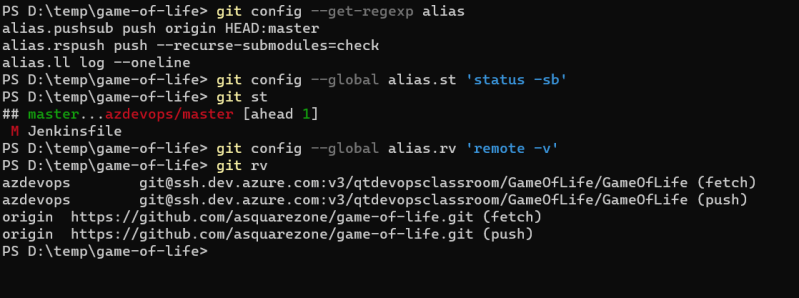 PS D:\temp\game-of-life> git config --get-regexp alias
alias.pushsub push origin HEAD:master
alias.rspush push --recurse-submodules=check
alias.ll log --oneline
PS D:\temp\game-of-life> git config --global alias.st 'status -sb'
PS D:\temp\game-of-life> git st
## master...azdevops/master [ahead 1]
 M Jenkinsfile
PS D:\temp\game-of-life> git config --global alias.rv 'remote -v'
PS D:\temp\game-of-life> git rv
azdevops        git@ssh.dev.azure.com:v3/qtdevopsclassroom/GameOfLife/GameOfLife (fetch)
azdevops        git@ssh.dev.azure.com:v3/qtdevopsclassroom/GameOfLife/GameOfLife (push)
origin  https://github.com/asquarezone/game-of-life.git (fetch)
origin  https://github.com/asquarezone/game-of-life.git (push)
PS D:\temp\game-of-life>